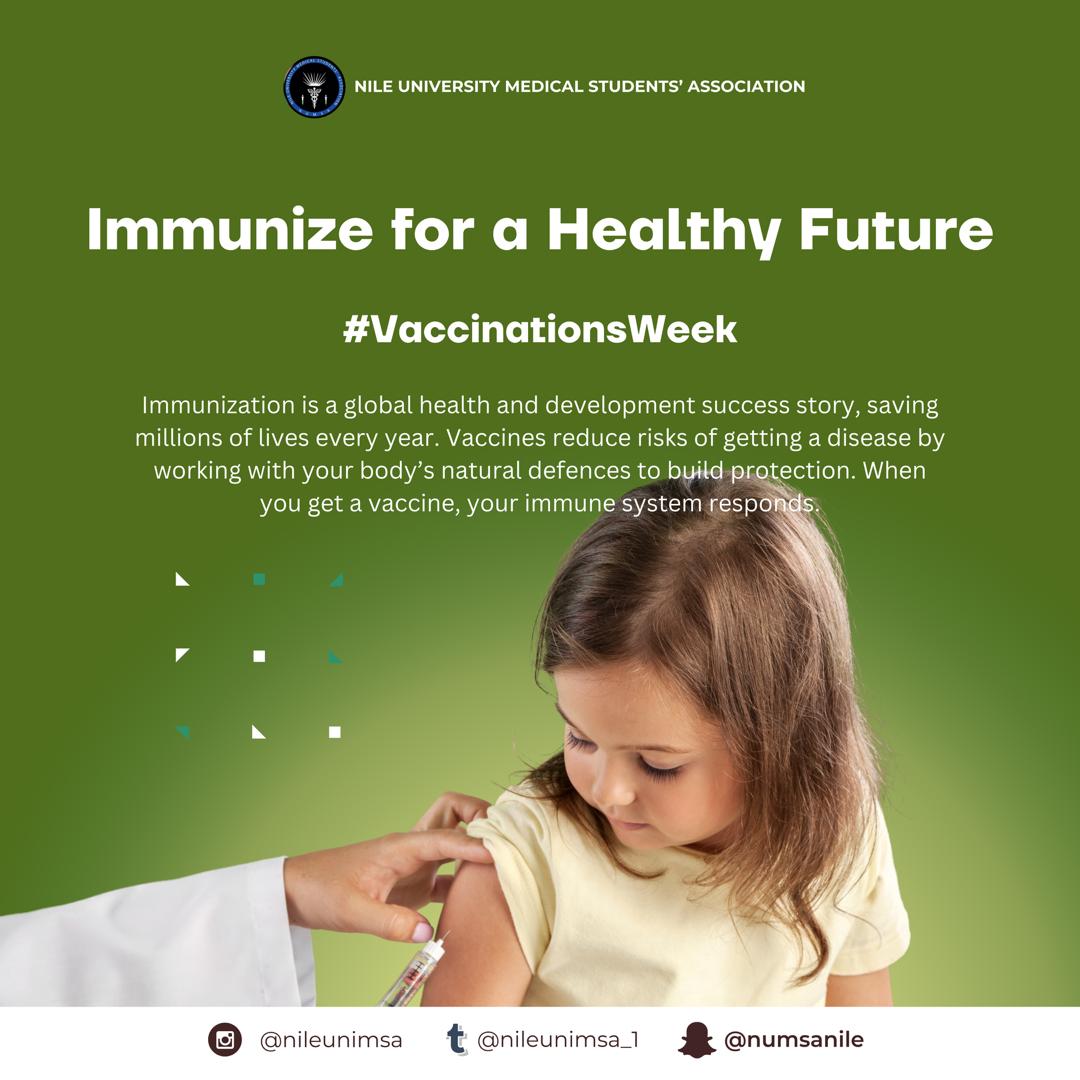 NILE UNIVERSITY MEDICAL STUDENTS’ ASSOCIATION
Immunize for a Healthy Future
#VaccinationsWeek
Immunization is a global health and development success story, saving
millions of lives every year. Vaccines reduce risks of getting a disease by
working with your body’s natural defences to build protection. When
you get a vaccine, your immune system responds.
@nileunimsa
@nileunimsa_1
@numsanile